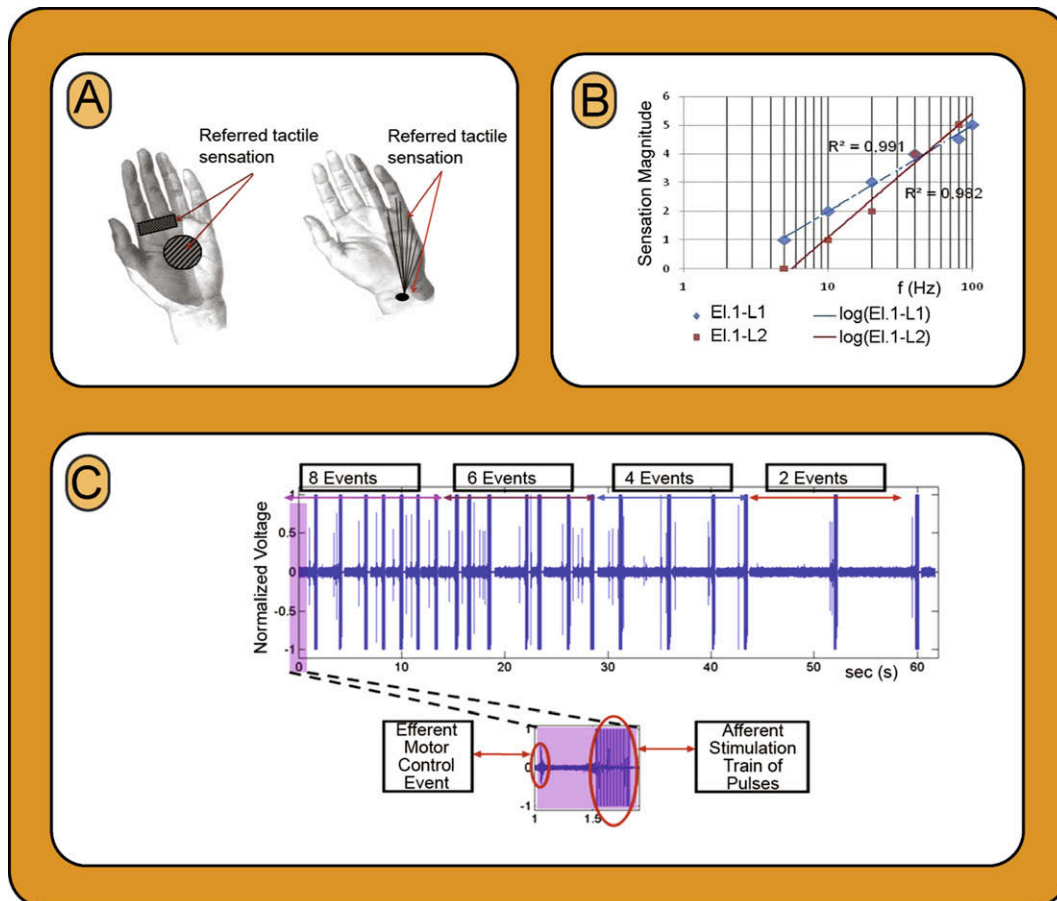 A
Referred tactile
sensation
Referred tactile
sensation
B
Sensation Magnitude
6
5
4
3
2
1
0
R² = 0.991
R² = 0.982
1
10
f (Hz)
100
El.1-L1
log(El.1-L1)
El.1-L2
log(El.1-L2)
C
8 Events
6 Events
4 Events
2 Events
Normalized Voltage
1
0.5
0
-0.5
-1
0
10
20
30
40
50
60
sec (s)
Efferent
Motor
Control
Event
1
0
-1
1
1.5
Afferent
Stimulation
Train of
Pulses